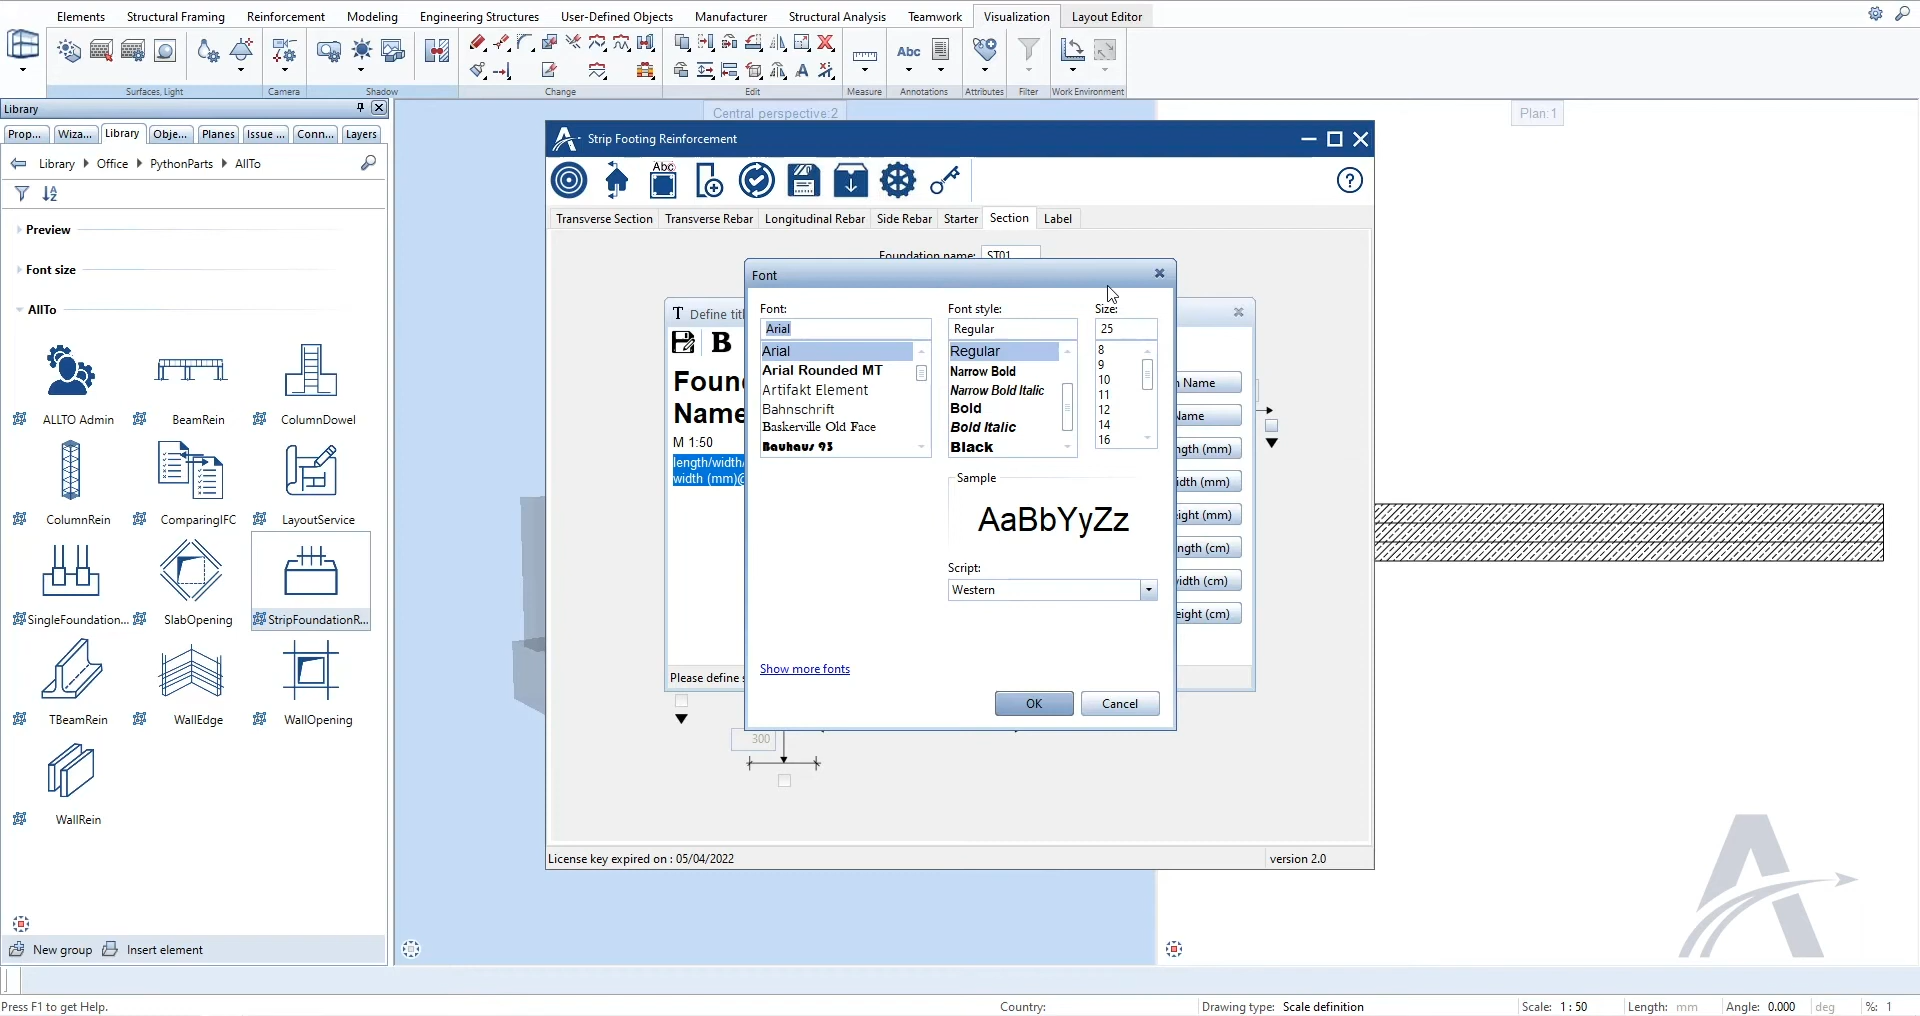 Elements Structural Framing Reinforcement Modeling Engineering Structures User-Defined Objects Manufacturer Structural Analysis Teamwork Visualization Layout Editor
Abc
Surfaces, Light Camera Shadow Change Edit Measure Annotations Attributes Filter Work Environment
Library
Prop... Wiza... Library Obje... Planes Issue ... Conn... Layers
Library Office PythonParts AllTo
Preview
Font size
AllTo
ALLTO Admin BeamRein ColumnDowel
ColumnRein ComparingIFC LayoutService
SingleFoundation... SlabOpening StripFoundationR...
TBeamRein WallEdge WallOpening
WallRein
New group Insert element
Press F1 to get Help.
Central perspective:2
Plan:1
Strip Footing Reinforcement
Abc
Transverse Section Transverse Rebar Longitudinal Rebar Side Rebar Starter Section Label
Foundation name: ST01
T Define titl
B
Found
Name
M 1:50
length/width/
width (mm)@
Please define s
300
n Name
Name
ngth (mm)
idth (mm)
eight (mm)
ngth (cm)
width (cm)
eight (cm)
Font
Font: Font style: Size:
Arial Regular 25
Arial
Arial Rounded MT
Artifakt Element
Bahnschrift
Baskerville Old Face
Bauhaus 93
Regular
Narrow Bold
Narrow Bold Italic
Bold
Bold Italic
Black
8
9
10
11
12
14
16
Sample
AaBbYyZz
Script:
Western
Show more fonts
OK Cancel
License key expired on : 05/04/2022 version 2.0
Country: Drawing type: Scale definition Scale: 1 : 50 Length: mm Angle: 0.000 deg %: 1